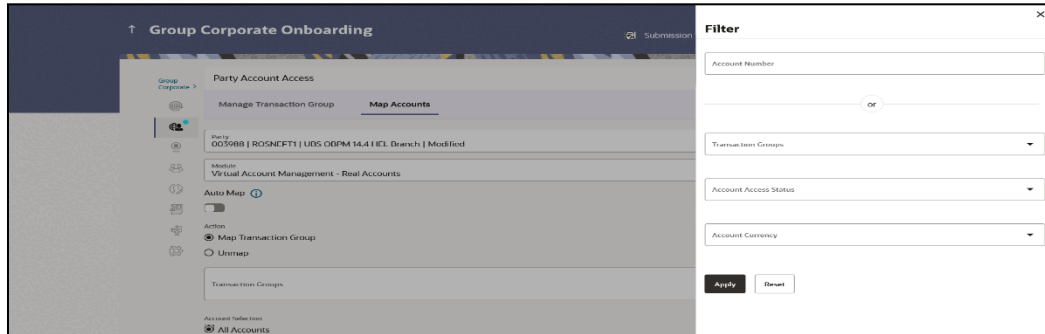 Group Corporate Onboarding
Submission
Group
Corporate >
Party Account Access
Manage Transaction Group
Map Accounts
Party
003988 | ROSNEFT1 | UBS OBPM 14.4 HEL Branch | Modified
Module
Virtual Account Management - Real Accounts
Auto Map
Action
Map Transaction Group
Unmap
Transaction Groups
Account Selection
All Accounts
Filter
Account Number
or
Transaction Groups
Account Access Status
Account Currency
Apply
Reset